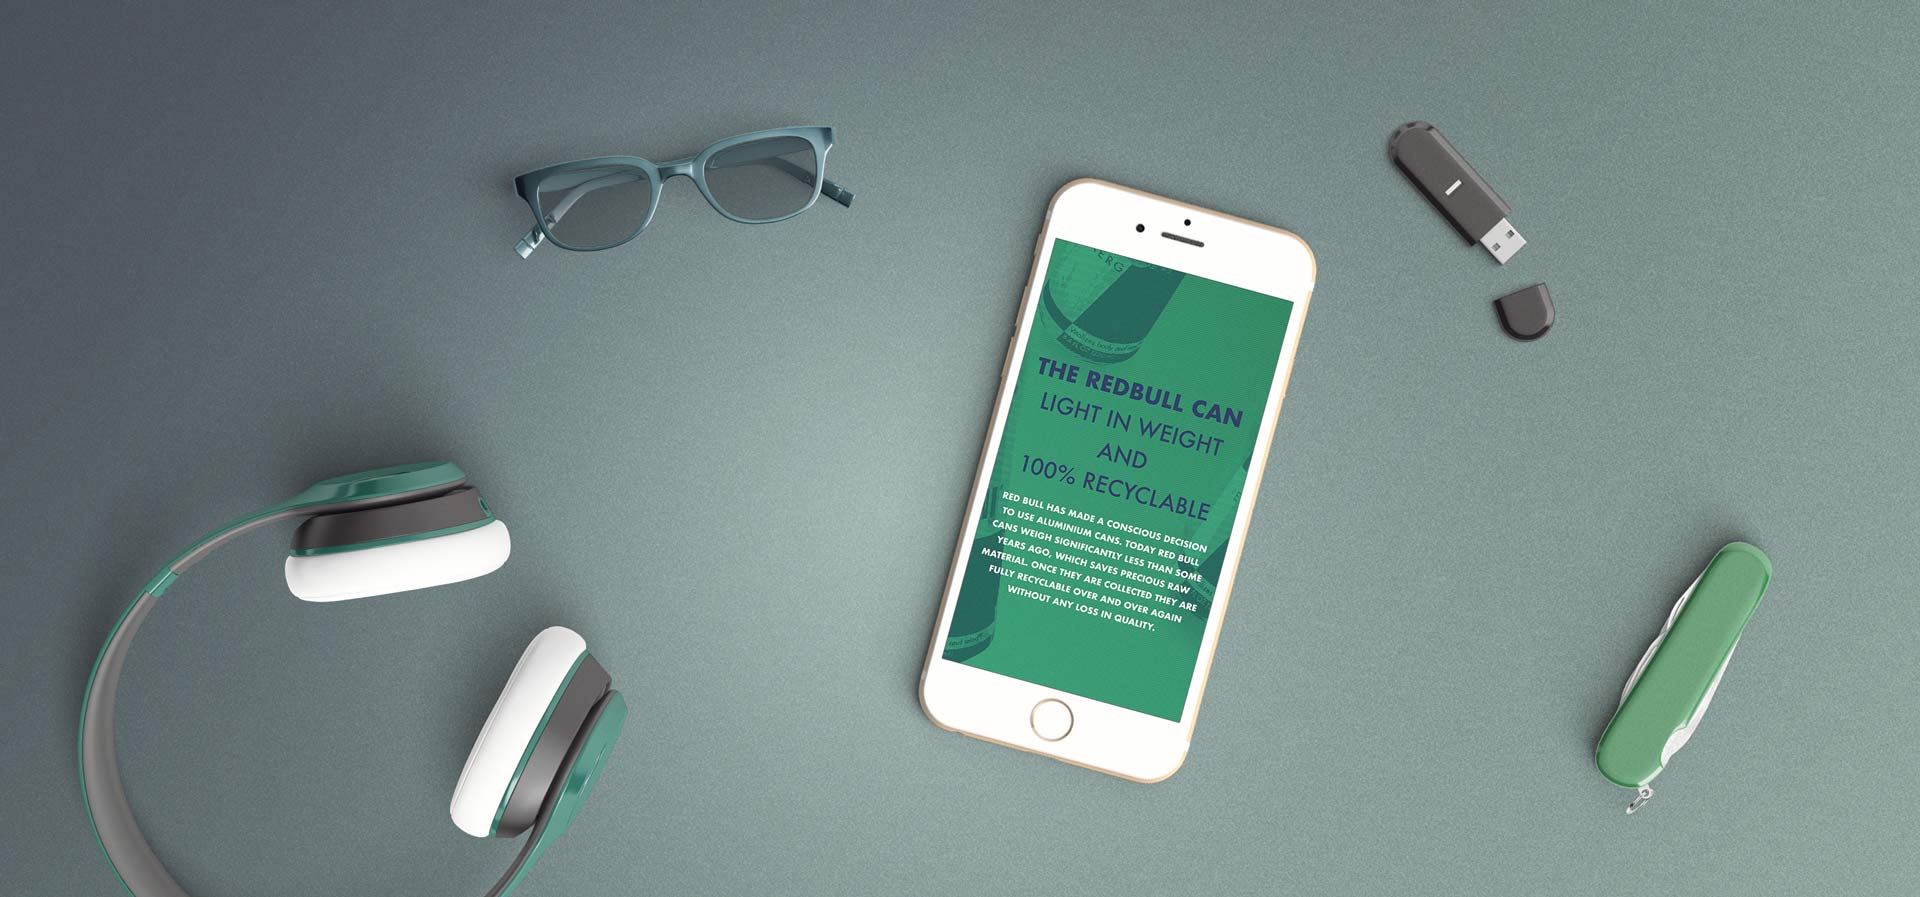 THE REDBULL CAN
LIGHT IN WEIGHT
AND
100% RECYCLABLE
RED BULL HAS MADE A CONSCIOUS DECISION
TO USE ALUMINIUM CANS. TODAY RED BULL
CANS WEIGH SIGNIFICANTLY LESS THAN SOME
YEARS AGO, WHICH SAVES PRECIOUS RAW
MATERIAL. ONCE THEY ARE COLLECTED THEY ARE
FULLY RECYCLABLE OVER AND OVER AGAIN
WITHOUT ANY LOSS IN QUALITY.